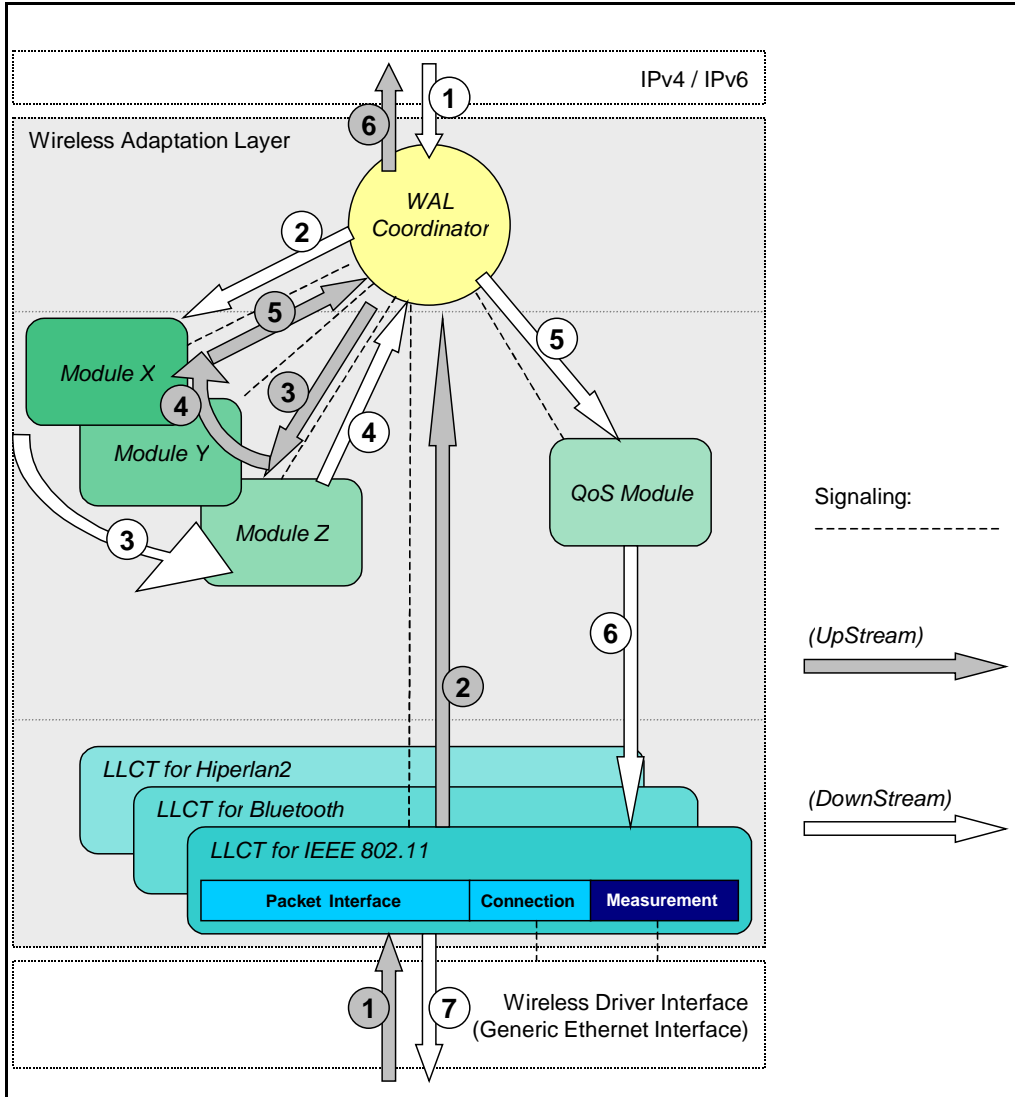 IPv4 / IPv6
1
6
Wireless Adaptation Layer
WAL
Coordinator
2
5
5
Module X
3
4
4
Module Y
QoS Module
Signaling:
Module Z
3
6
(UpStream)
2
LLCT for Hiperlan2
(DownStream)
LLCT for Bluetooth
LLCT for IEEE 802.11
Packet Interface
Connection
Measurement
1
7
Wireless Driver Interface
(Generic Ethernet Interface)